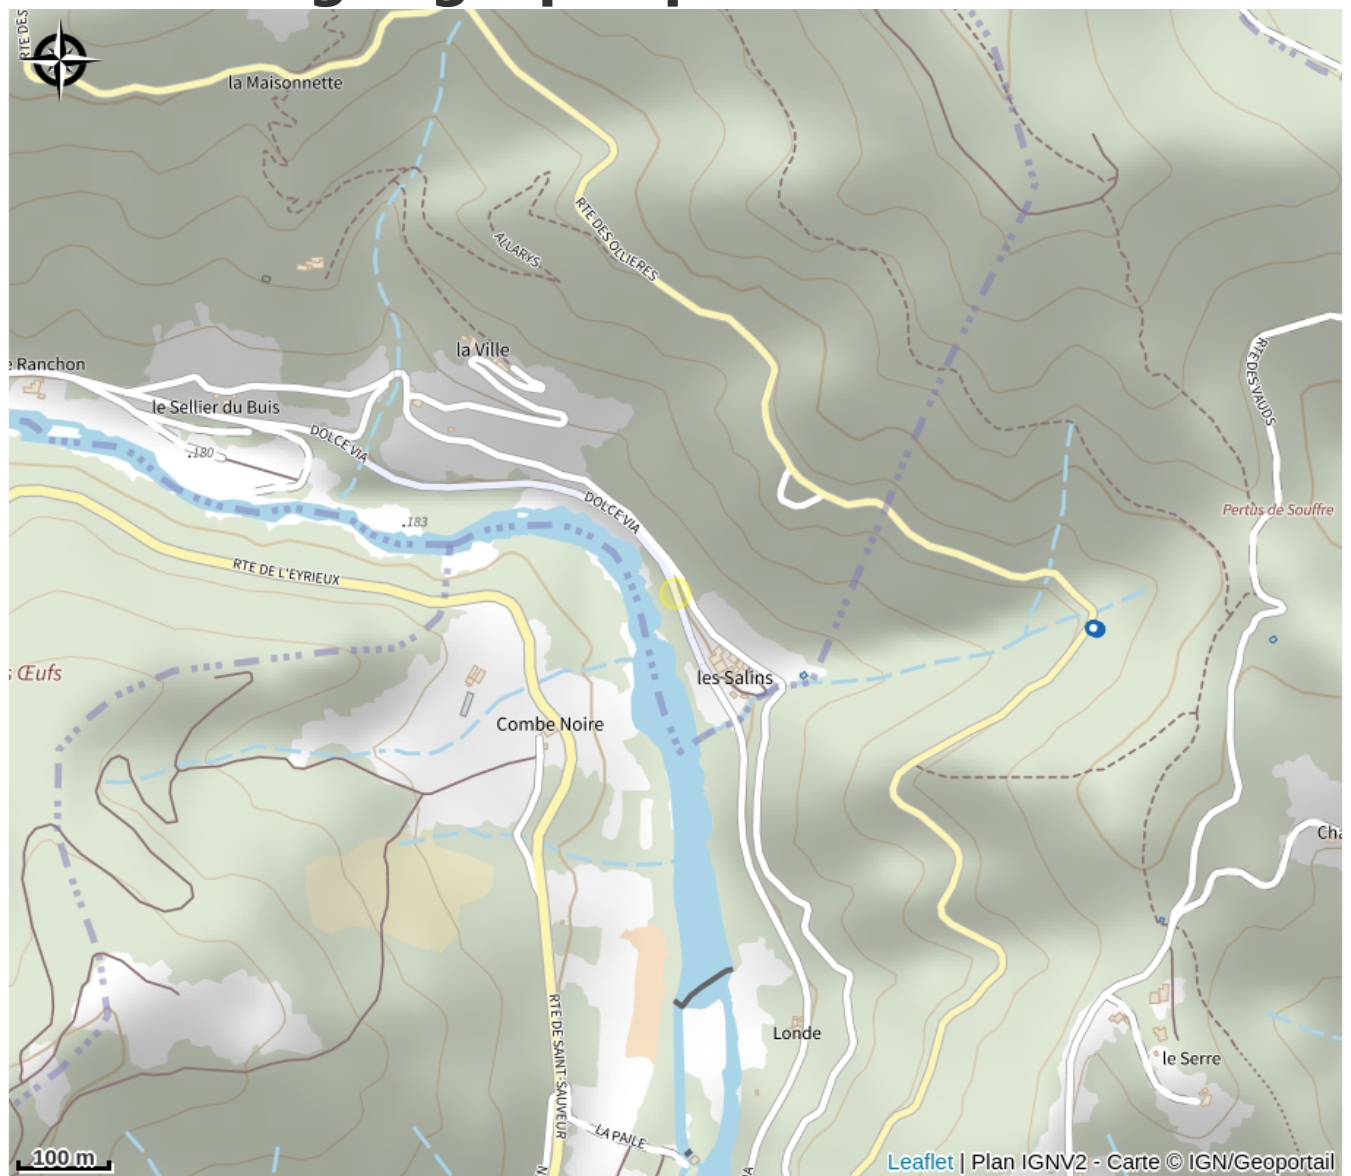 RTE DES
la Maisonnette
RTE DES OLLIERES
ALLARYS
la Ville
e Ranchon
le Sellier du Buis
DOLCE VIA
RTE DES VAUDS
.180
DOLCE VIA
.183
Pertus de Souffre
RTE DE L'EYRIEUX
s Œufs
les Salins
Combe Noire
Cha
RTE DE SAINT-SAUVEUR
Londe
le Serre
LA PAILE
N
A
100 m
Leaflet | Plan IGNV2 - Carte © IGN/Geoportail